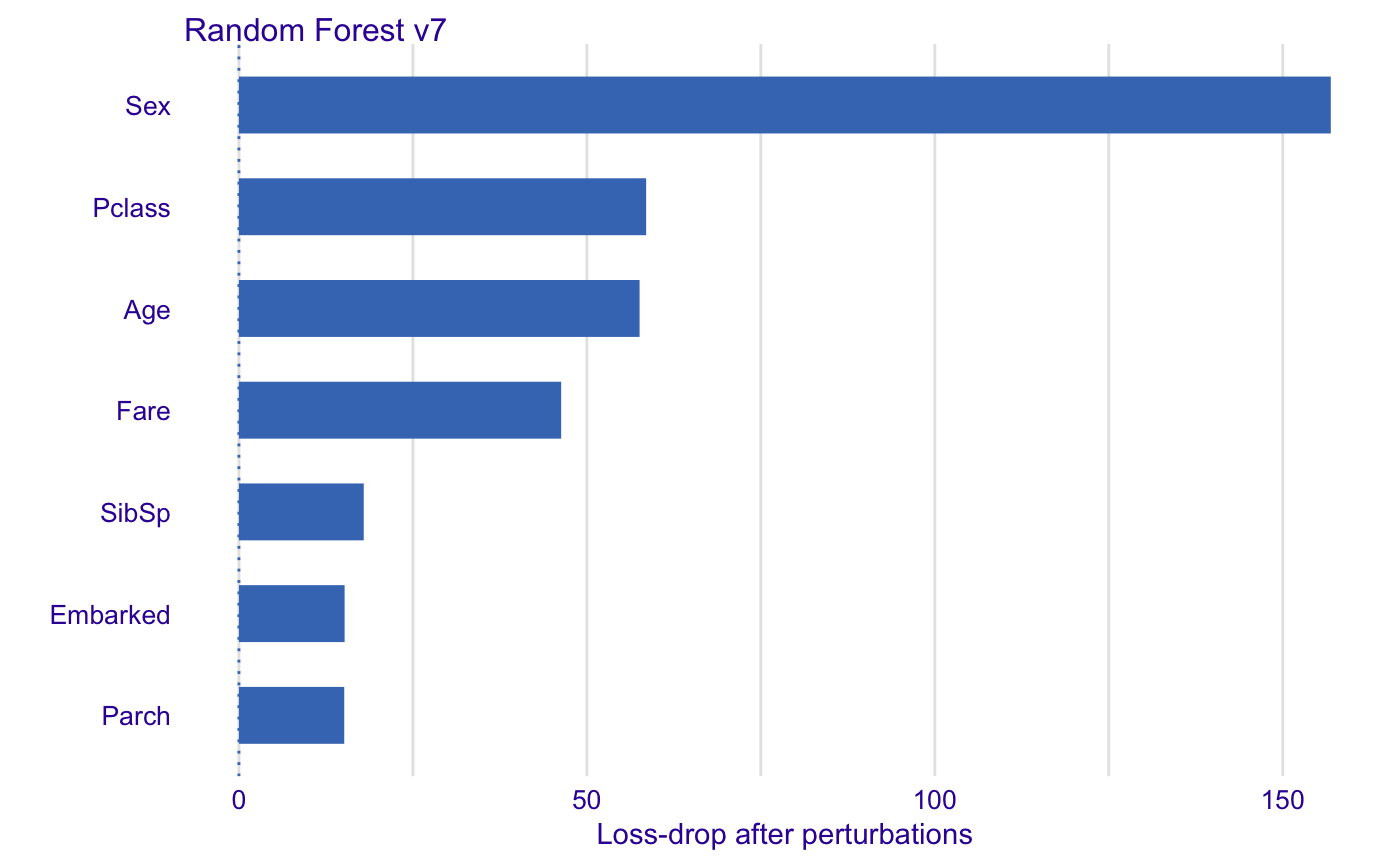 Random Forest v7
Sex
Pclass
Age
Fare
SibSp
Embarked
Parch
0 50 100 150
Loss-drop after perturbations